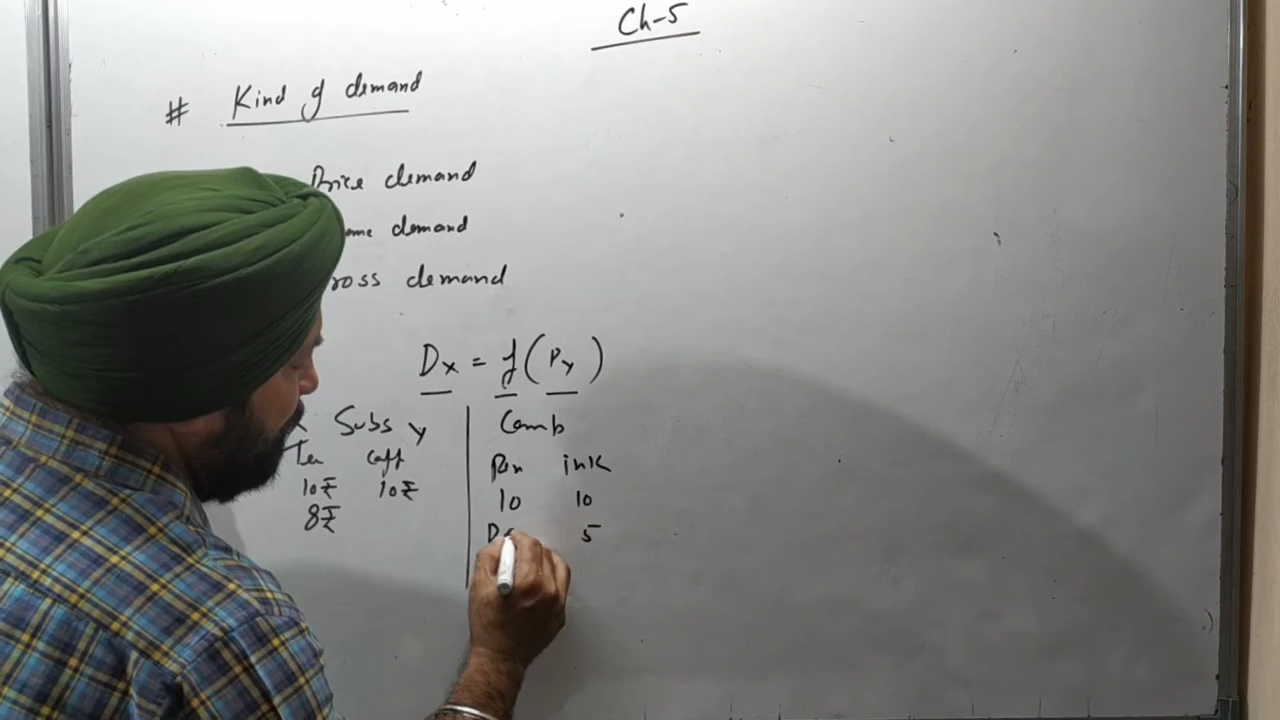 Ch-5
# Kind of demand
Price demand
ome demand
ross demand
Dx = f(Py)
x Subs y Comb
Tea Coff Pen ink
10₹ 10₹ 10 10
8₹ 5